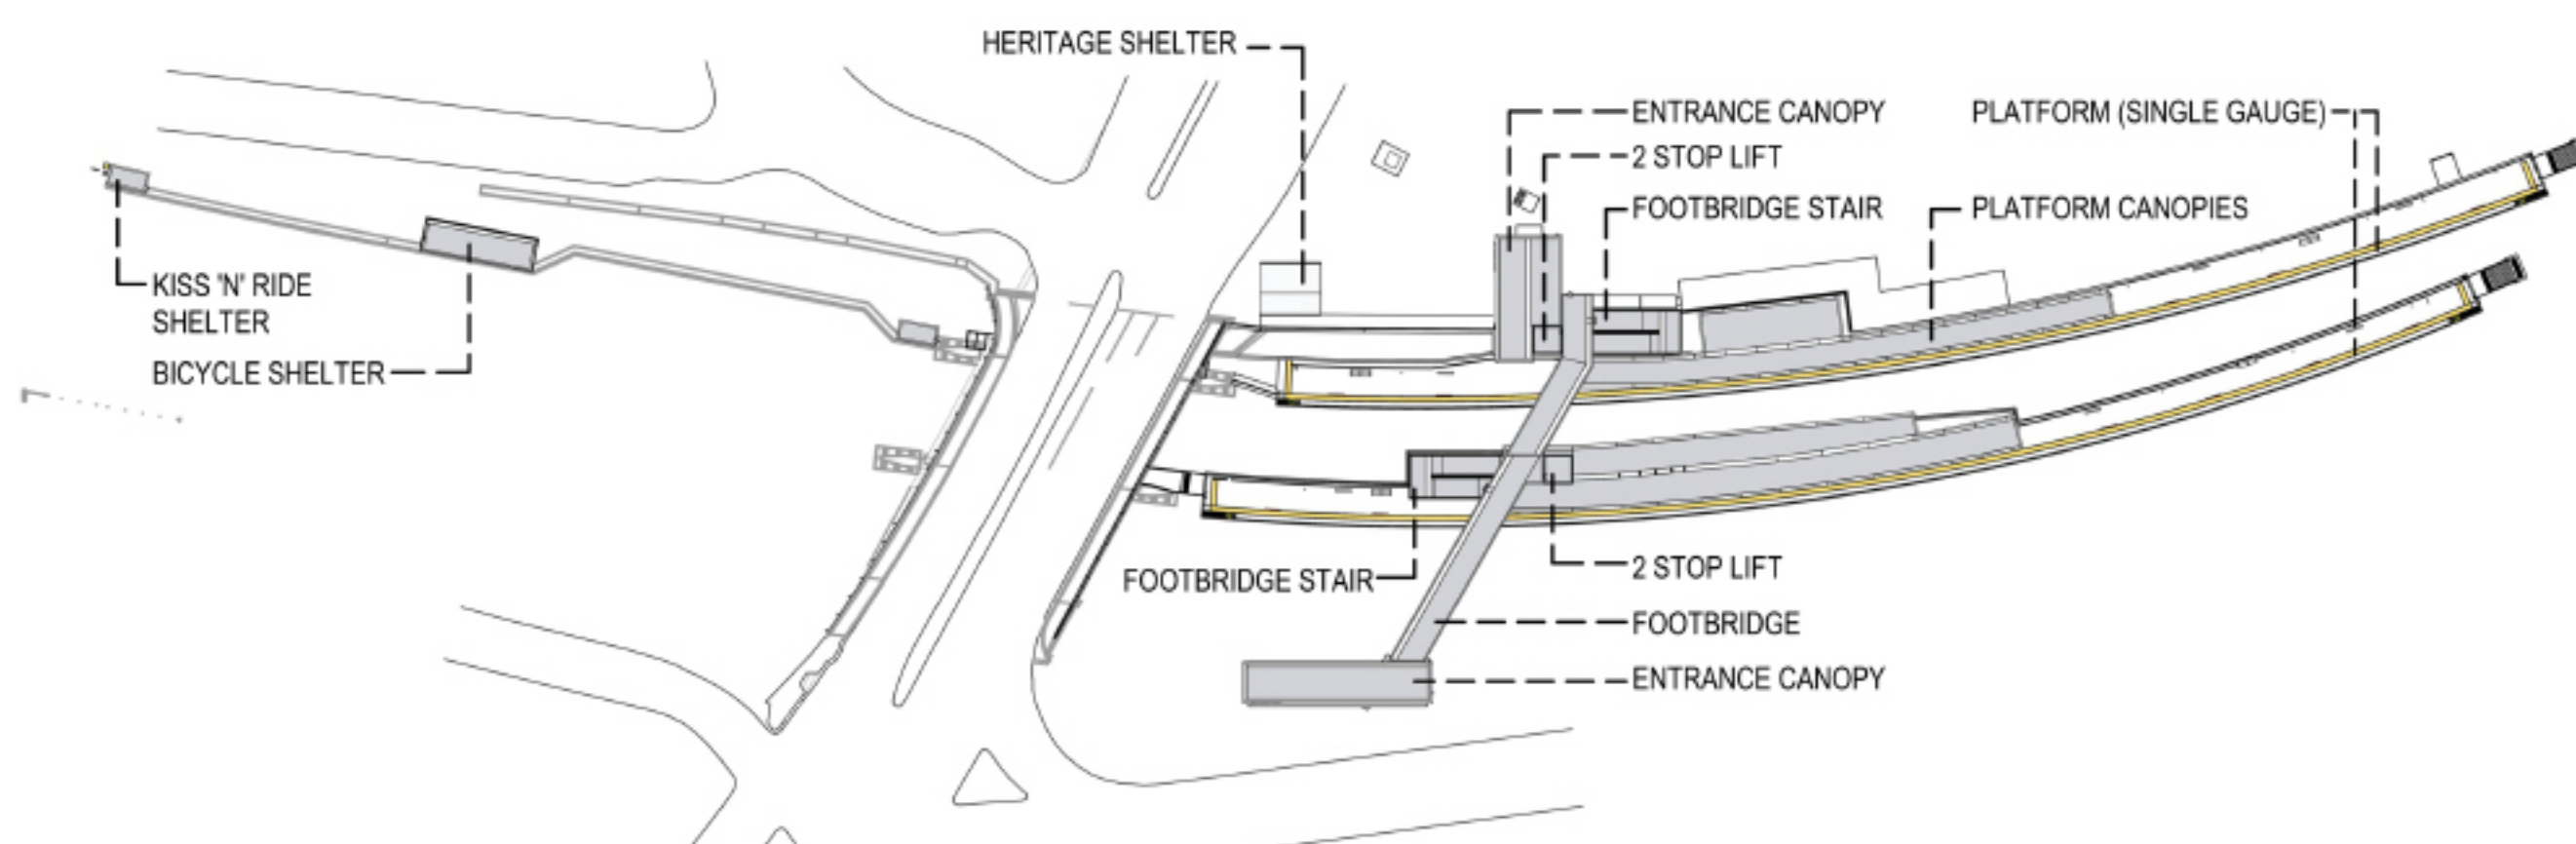 HERITAGE SHELTER
ENTRANCE CANOPY
PLATFORM (SINGLE GAUGE)
2 STOP LIFT
FOOTBRIDGE STAIR
PLATFORM CANOPIES
KISS 'N' RIDE
SHELTER
BICYCLE SHELTER
FOOTBRIDGE STAIR
2 STOP LIFT
FOOTBRIDGE
ENTRANCE CANOPY